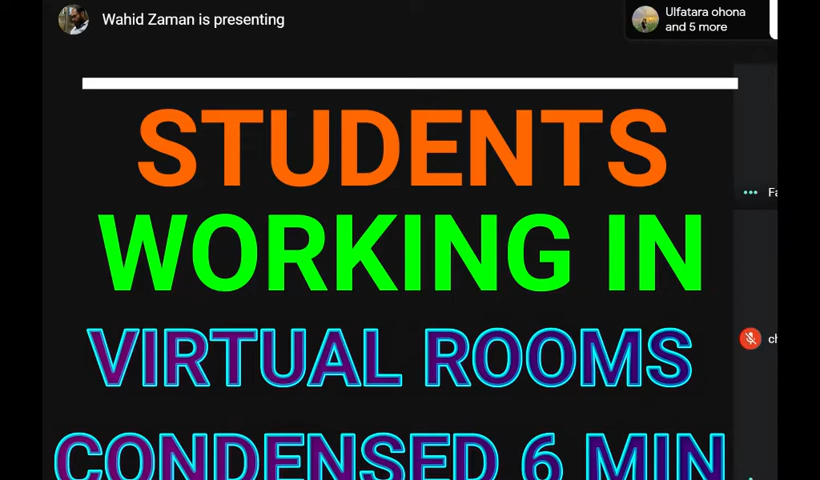 Wahid Zaman is presenting
Ulfatara ohona
and 5 more
STUDENTS
WORKING IN
VIRTUAL ROOMS
CONDENSED 6 MIN